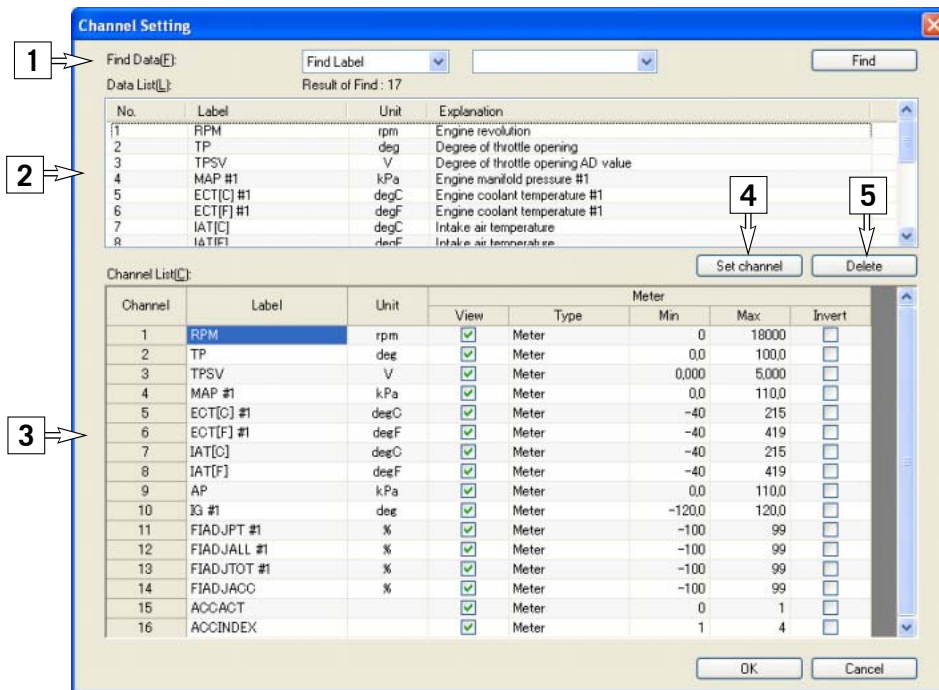 Channel Setting
1
Find Data(F):
Find Label
Find
Data List(L):
Result of Find : 17
No. Label Unit Explanation
1 RPM rpm Engine revolution
2 TP deg Degree of throttle opening
3 TPSV V Degree of throttle opening AD value
4 MAP #1 kPa Engine manifold pressure #1
5 ECT[C] #1 degC Engine coolant temperature #1
6 ECT[F] #1 degF Engine coolant temperature #1
7 IAT[C] degC Intake air temperature
8 IAT[F] degF Intake air temperature
2
4
5
Set channel
Delete
Channel List(C):
Channel Label Unit Meter
View Type Min Max Invert
1 RPM rpm Meter 0 18000
2 TP deg Meter 0,0 100,0
3 TPSV V Meter 0,000 5,000
4 MAP #1 kPa Meter 0,0 110,0
5 ECT[C] #1 degC Meter -40 215
6 ECT[F] #1 degF Meter -40 419
7 IAT[C] degC Meter -40 215
8 IAT[F] degF Meter -40 419
9 AP kPa Meter 0,0 110,0
10 IG #1 deg Meter -120,0 120,0
11 FIADJPT #1 % Meter -100 99
12 FIADJALL #1 % Meter -100 99
13 FIADJTOT #1 % Meter -100 99
14 FIADJACC % Meter -100 99
15 ACCACT Meter 0 1
16 ACCINDEX Meter 1 4
3
OK
Cancel